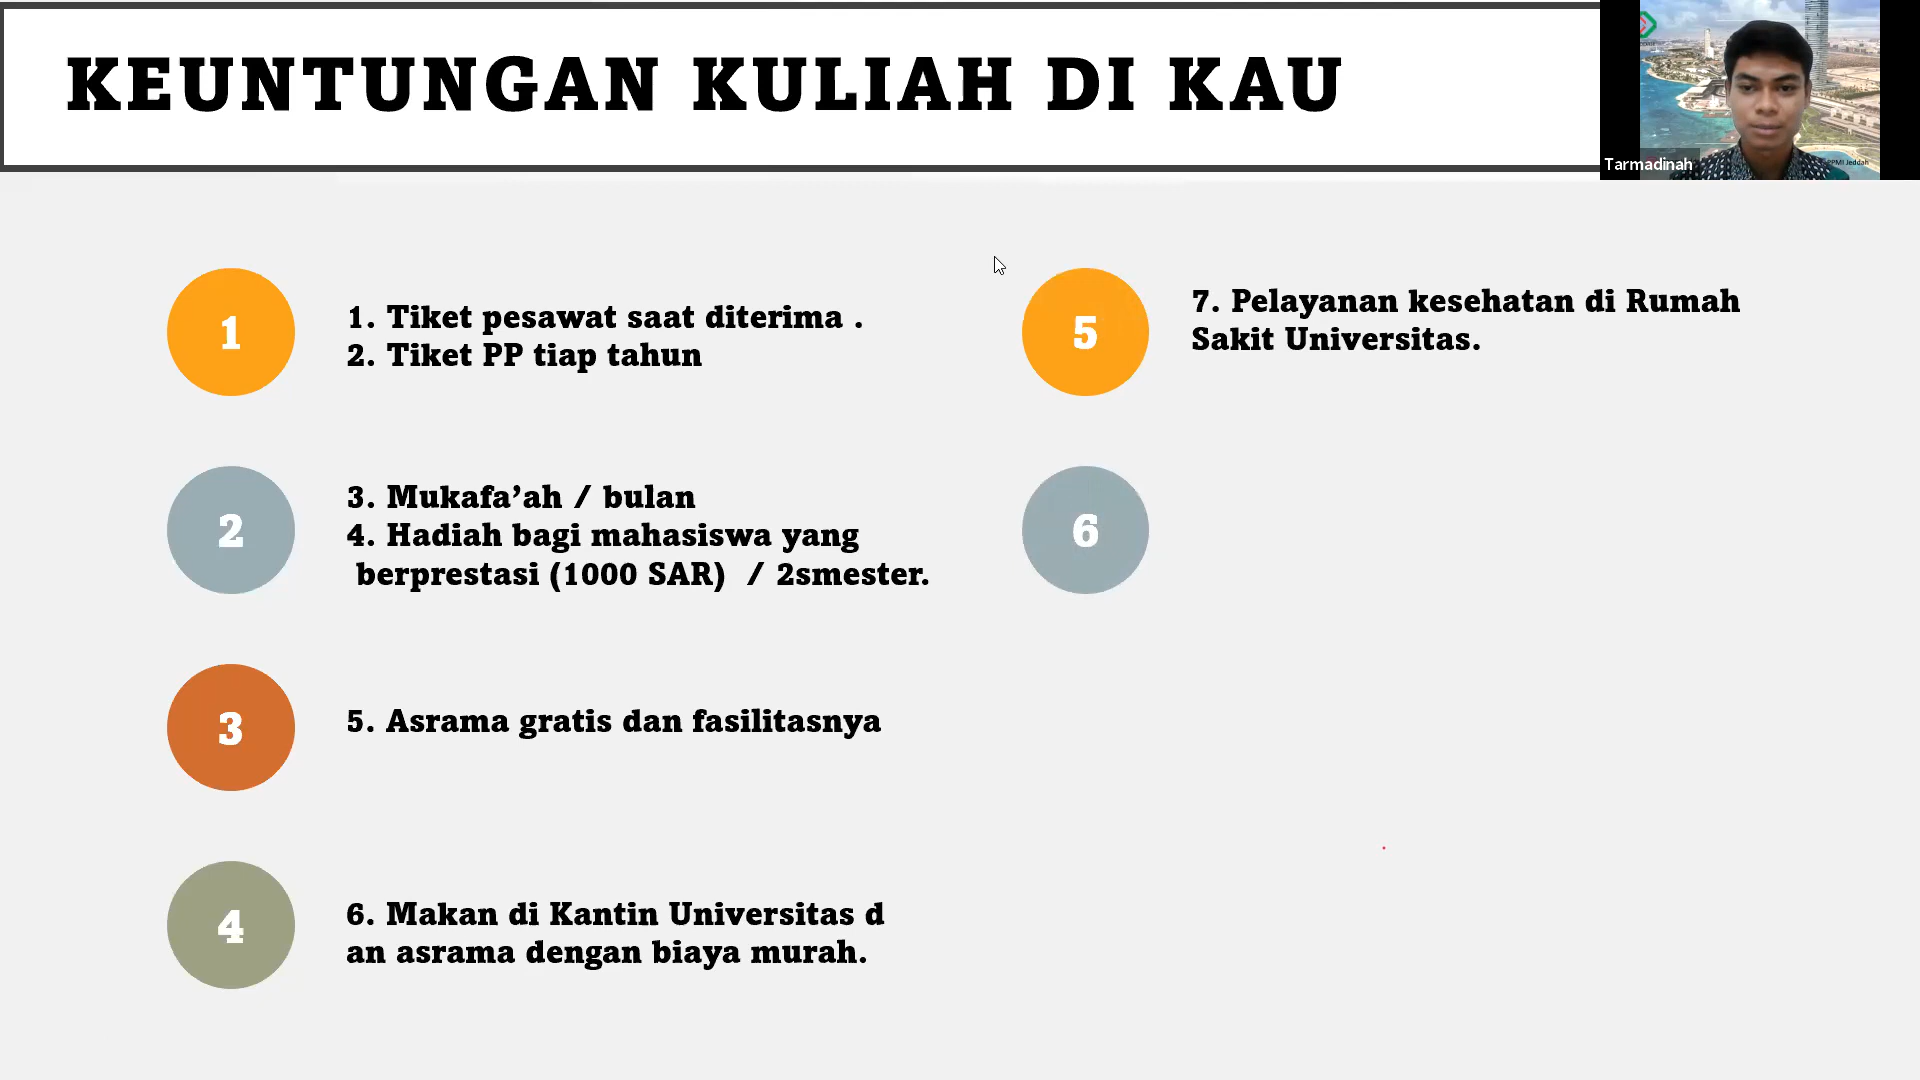 KEUNTUNGAN KULIAH DI KAU
Tarmadinah
PPMI Jeddah
1
1. Tiket pesawat saat diterima .
2. Tiket PP tiap tahun
2
3. Mukafa’ah / bulan
4. Hadiah bagi mahasiswa yang
berprestasi (1000 SAR) / 2smester.
3
5. Asrama gratis dan fasilitasnya
4
6. Makan di Kantin Universitas d
an asrama dengan biaya murah.
5
7. Pelayanan kesehatan di Rumah
Sakit Universitas.
6